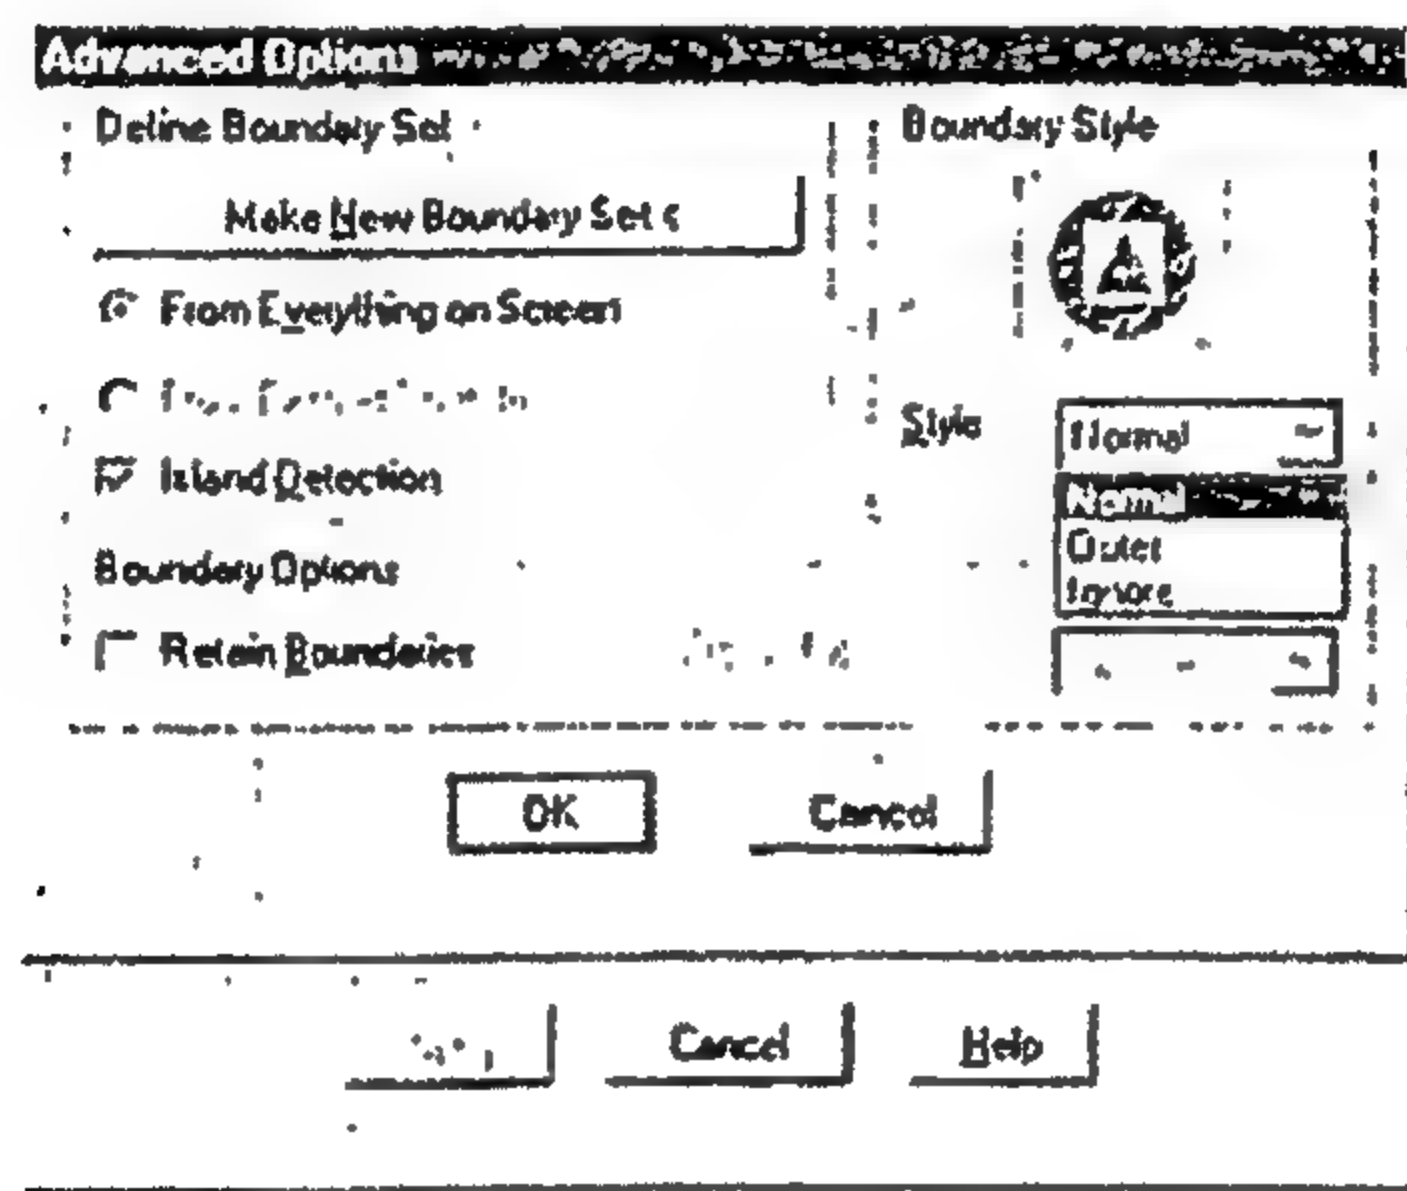 Advanced Options
Define Boundary Set
Make New Boundary Set <
From Everything on Screen
Island Detection
Boundary Options
Retain Boundaries
Boundary Style
Style
Normal
Normal
Outer
Ignore
OK
Cancel
Cancel
Help